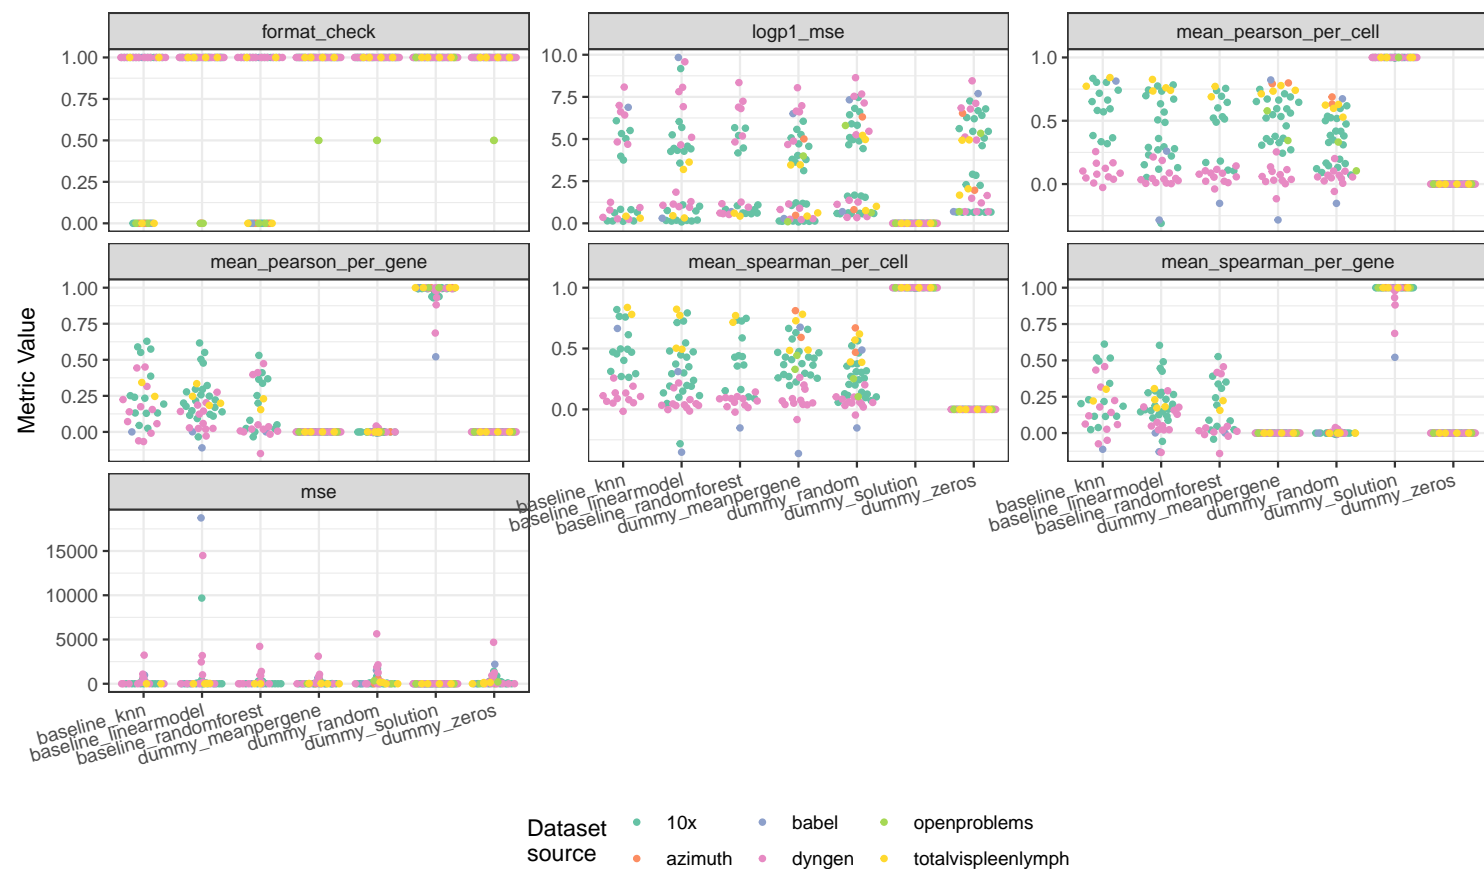 format_check
logp1_mse
mean_pearson_per_cell
1.00
0.75
0.50
0.25
0.00
10.0
7.5
5.0
2.5
0.0
1.0
0.5
0.0
mean_pearson_per_gene
mean_spearman_per_cell
mean_spearman_per_gene
1.00
0.75
0.50
0.25
0.00
1.0
0.5
0.0
1.00
0.75
0.50
0.25
0.00
Metric Value
mse
baseline_knn
baseline_linearmodel
baseline_randomforest
dummy_meanpergene
dummy_random
dummy_solution
dummy_zeros
baseline_knn
baseline_linearmodel
baseline_randomforest
dummy_meanpergene
dummy_random
dummy_solution
dummy_zeros
15000
10000
5000
0
baseline_knn
baseline_linearmodel
baseline_randomforest
dummy_meanpergene
dummy_random
dummy_solution
dummy_zeros
Dataset
source
10x
babel
openproblems
azimuth
dyngen
totalvispleenlymph